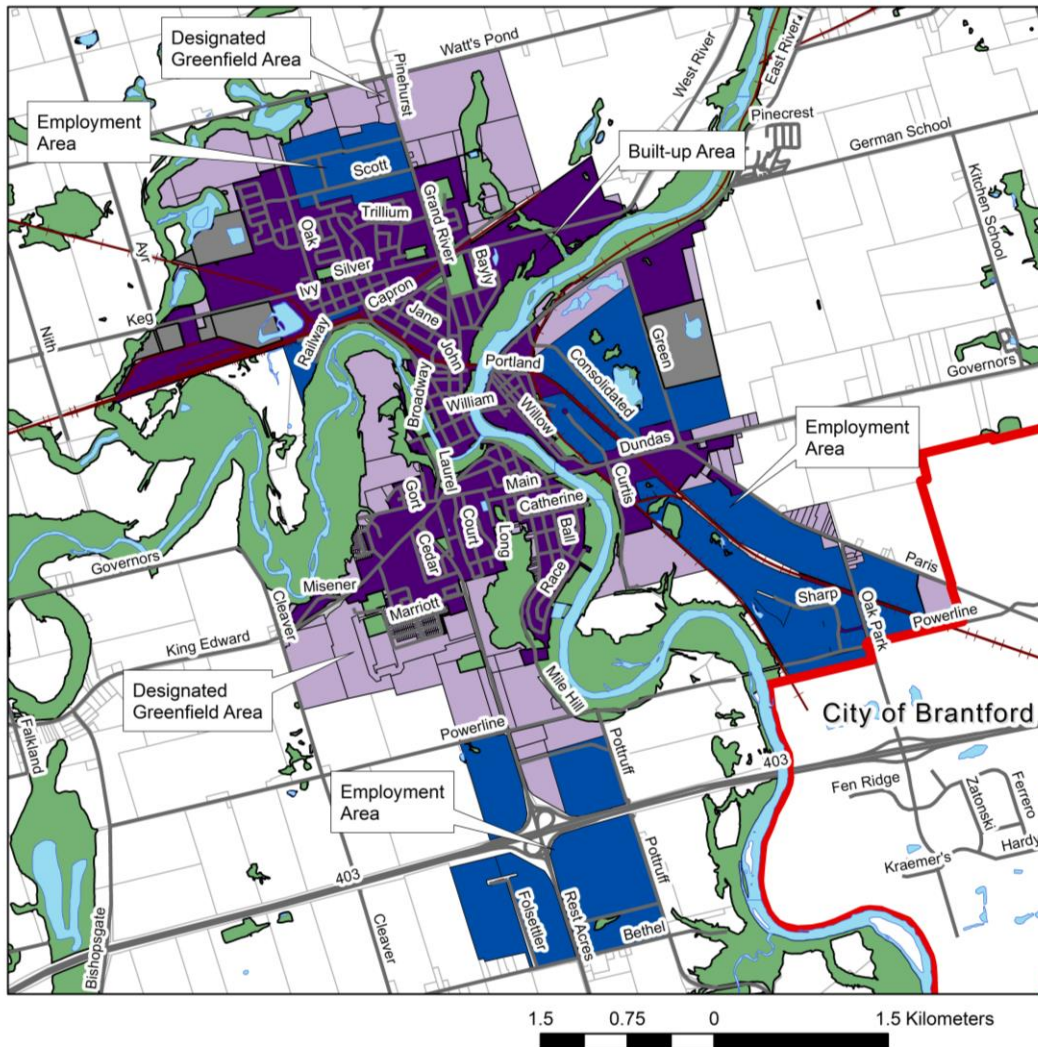 Designated
Greenfield Area
Watt's Pond
Pinehurst
West River
East River
Pinecrest
Employment
Area
Built-up Area
German School
Scott
Kitchen School
Trillium
Grand River
Oak
Ayr
Silver
Bayly
Ivy
Capron
Keg
Jane
Nith
Railway
John
Portland
Green
Consolidated
Governors
Broadway
William
Willow
Employment
Area
Dundas
Laurel
Gort
Main
Curtis
Catherine
Court
Long
Ball
Cedar
Governors
Paris
Misener
Race
Sharp
Cleaver
Marriott
Oak Park
Powerline
King Edward
Designated
Greenfield Area
Mile Hill
City of Brantford
Falkland
Powerline
Pottruff
403
Fen Ridge
Zatonski
Ferrero
Employment
Area
Hardy
Kraemer's
403
Pottruff
Folsettler
Rest Acres
Cleaver
Bethel
Bishopsgate
1.5 0.75 0 1.5 Kilometers